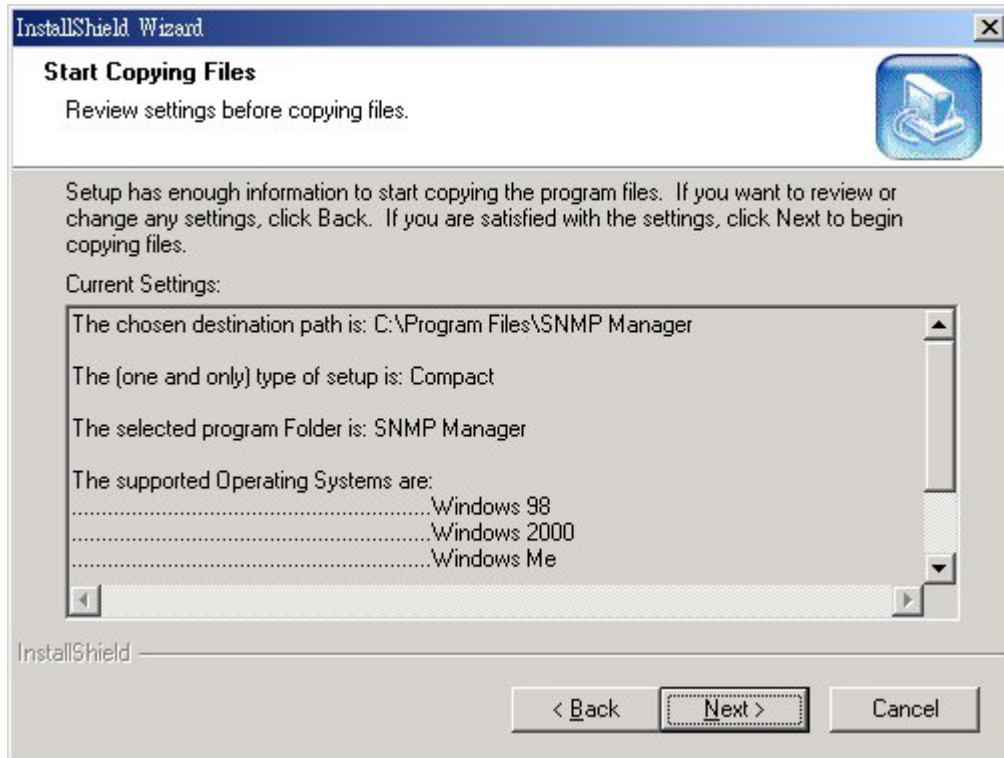 InstallShield Wizard
Start Copying Files
Review settings before copying files.
Setup has enough information to start copying the program files. If you want to review or
change any settings, click Back. If you are satisfied with the settings, click Next to begin
copying files.
Current Settings:
The chosen destination path is: C:\Program Files\SNMP Manager
The (one and only) type of setup is: Compact
The selected program Folder is: SNMP Manager
The supported Operating Systems are:
............................................................Windows 98
............................................................Windows 2000
............................................................Windows Me
InstallShield
< Back
Next >
Cancel